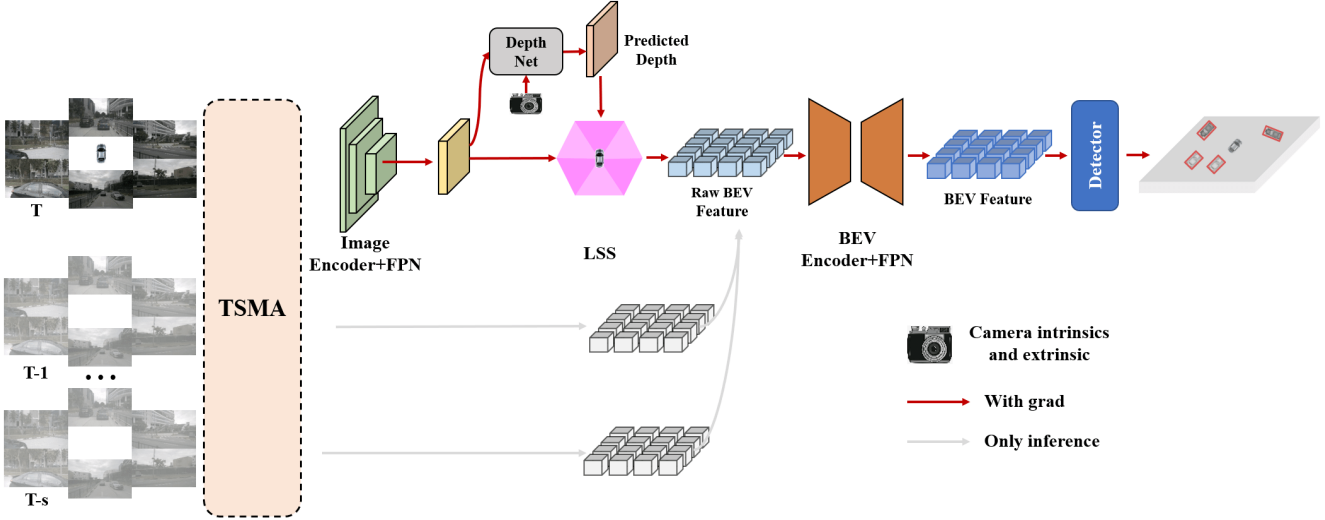 Depth
Net
Predicted
Depth
T
TSMA
Image
Encoder+FPN
LSS
Raw BEV
Feature
BEV
Encoder+FPN
BEV Feature
Detector
T-1
...
T-s
Camera intrinsics
and extrinsic
With grad
Only inference